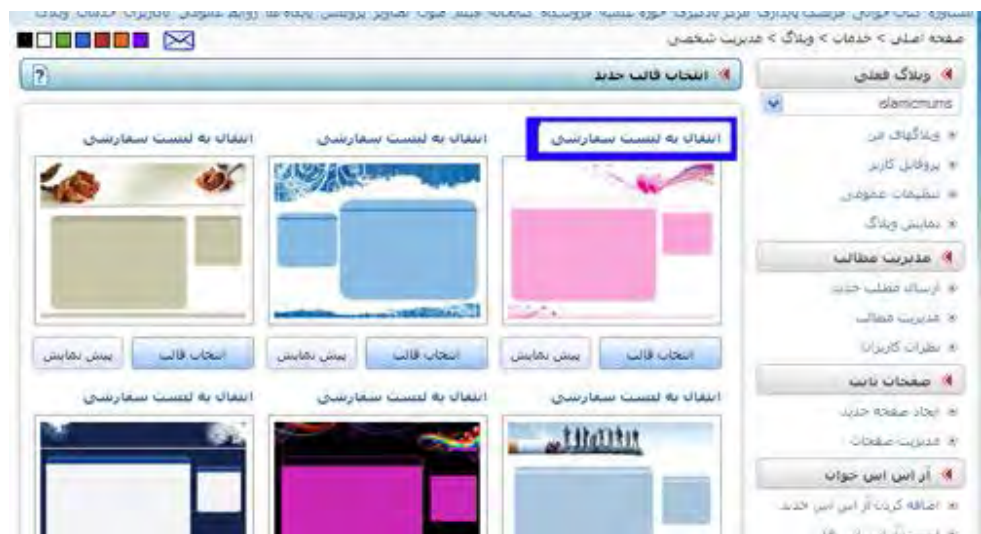 صفحه اصلی > خدمات > وبلاگ > مدیریت شخصی
وبلاگ فعلی
islamicmums
وبلاگهای من
پروفایل کاربر
تنظیمات عمومی
نمایش وبلاگ
مدیریت مطالب
ارسال مطلب جدید
مدیریت مطالب
نظرات کاربران
صفحات ثابت
ایجاد صفحه جدید
مدیریت صفحات
آر اس اس خوان
اضافه کردن آر اس اس جدید
انتخاب قالب جدید
?
انتقال به لیست سفارشی
انتقال به لیست سفارشی
انتقال به لیست سفارشی
انتخاب قالب
پیش نمایش
انتخاب قالب
پیش نمایش
انتخاب قالب
پیش نمایش
انتقال به لیست سفارشی
انتقال به لیست سفارشی
انتقال به لیست سفارشی